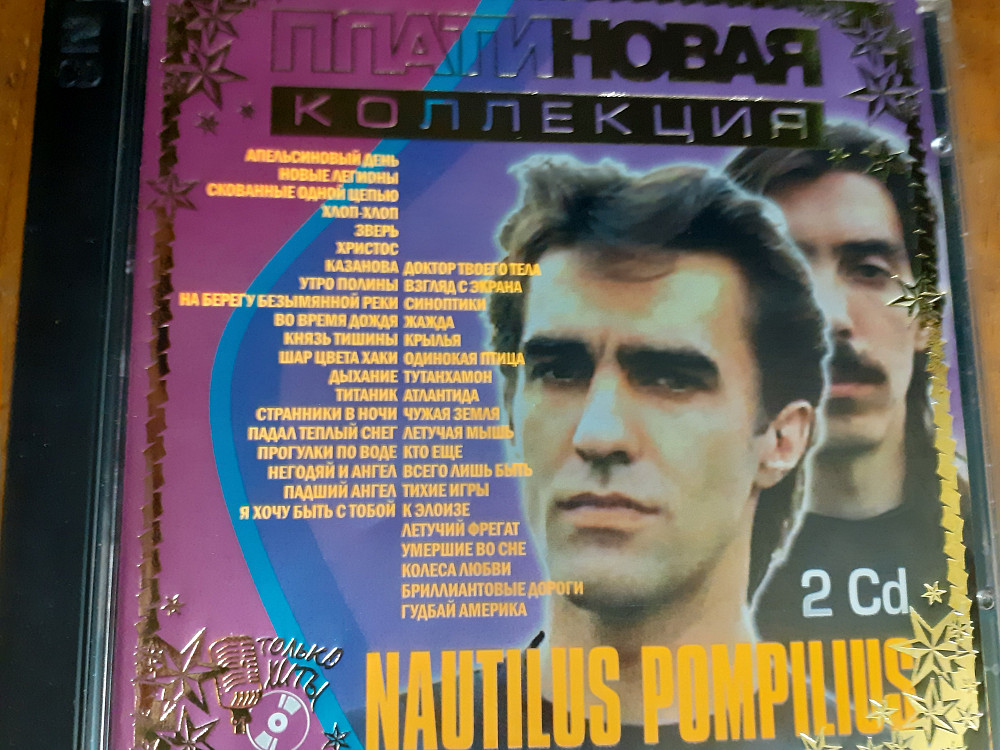 ПЛАТИНОВАЯ
КОЛЛЕКЦИЯ
АПЕЛЬСИНОВЫЙ ДЕНЬ
НОВЫЕ ЛЕГИОНЫ
СКОВАННЫЕ ОДНОЙ ЦЕПЬЮ
ХЛОП-ХЛОП
ЗВЕРЬ
ХРИСТОС
КАЗАНОВА
УТРО ПОЛИНЫ
НА БЕРЕГУ БЕЗЫМЯННОЙ РЕКИ
ВО ВРЕМЯ ДОЖДЯ
КНЯЗЬ ТИШИНЫ
ШАР ЦВЕТА ХАКИ
ДЫХАНИЕ
ТИТАНИК
СТРАННИКИ В НОЧИ
ПАДАЛ ТЕПЛЫЙ СНЕГ
ПРОГУЛКИ ПО ВОДЕ
НЕГОДЯЙ И АНГЕЛ
ПАДШИЙ АНГЕЛ
Я ХОЧУ БЫТЬ С ТОБОЙ
ДОКТОР ТВОЕГО ТЕЛА
ВЗГЛЯД С ЭКРАНА
СИНОПТИКИ
ЖАЖДА
КРЫЛЬЯ
ОДИНОКАЯ ПТИЦА
ТУТАНХАМОН
АТЛАНТИДА
ЧУЖАЯ ЗЕМЛЯ
ЛЕТУЧАЯ МЫШЬ
КТО ЕЩЕ
ВСЕГО ЛИШЬ БЫТЬ
ТИХИЕ ИГРЫ
К ЭЛОИЗЕ
ЛЕТУЧИЙ ФРЕГАТ
УМЕРШИЕ ВО СНЕ
КОЛЕСА ЛЮБВИ
БРИЛЛИАНТОВЫЕ ДОРОГИ
ГУДБАЙ АМЕРИКА
2 Cd
ТОЛЬКО
ХИТЫ
NAUTILUS POMPILIUS